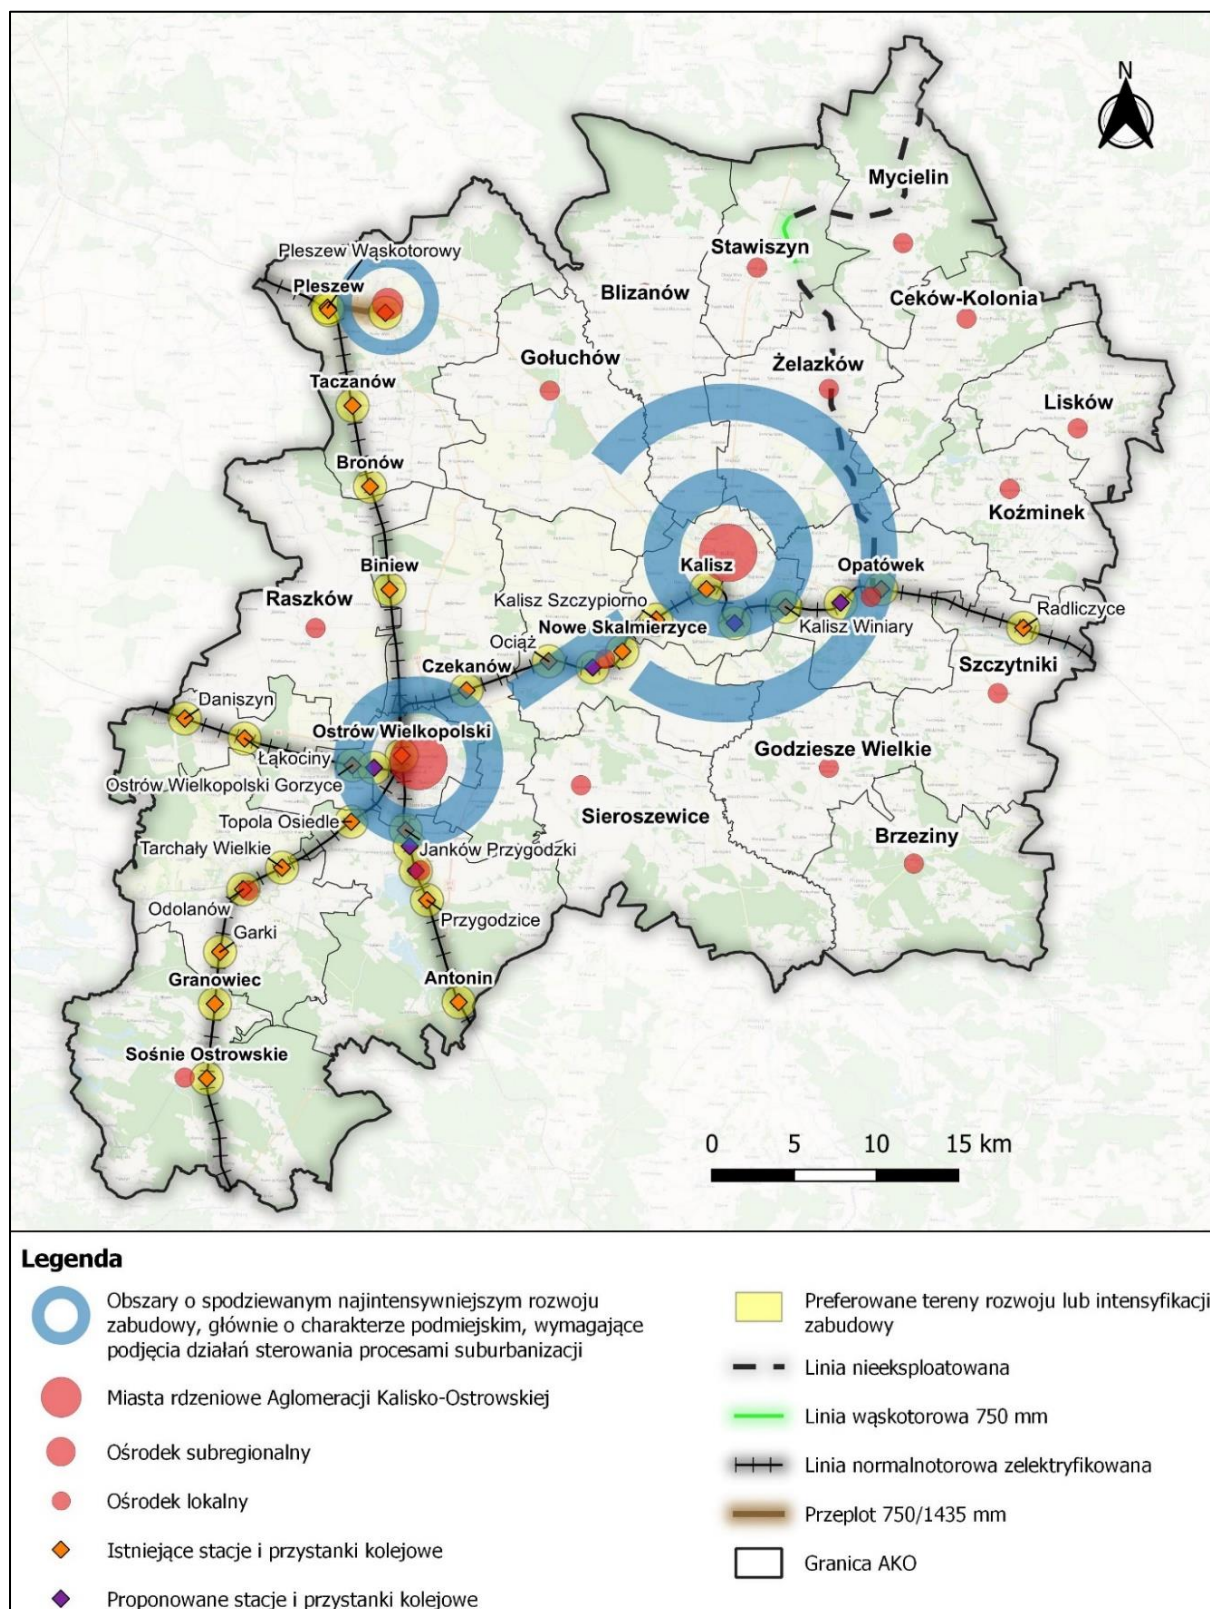 N
Mycielin
Stawiszyn
Pleszew Wąskotorowy
Pleszew
Blizanów
Ceków-Kolonia
Gołuchów
Żelazków
Taczanów
Lisków
Bronów
Koźminek
Kalisz
Opatówek
Biniew
Raszków
Kalisz Szczypiorno
Radliczyce
Nowe Skalmierzyce
Kalisz Winiary
Ociąż
Czekanów
Szczytniki
Daniszyn
Ostrów Wielkopolski
Godziesze Wielkie
Łąkociny
Ostrów Wielkopolski Gorzyce
Sieroszewice
Topola Osiedle
Brzeziny
Tarchały Wielkie
Janków Przygodzki
Odolanów
Przygodzice
Garki
Granowiec
Antonin
Sośnie Ostrowskie
0 5 10 15 km
Legenda
Obszary o spodziewanym najintensywniejszym rozwoju
zabudowy, głównie o charakterze podmiejskim, wymagające
podjęcia działań sterowania procesami suburbanizacji
Miasta rdzeniowe Aglomeracji Kalisko-Ostrowskiej
Ośrodek subregionalny
Ośrodek lokalny
Istniejące stacje i przystanki kolejowe
Proponowane stacje i przystanki kolejowe
Preferowane tereny rozwoju lub intensyfikacji
zabudowy
Linia nieeksploatowana
Linia wąskotorowa 750 mm
Linia normalnotorowa zelektryfikowana
Przeplot 750/1435 mm
Granica AKO